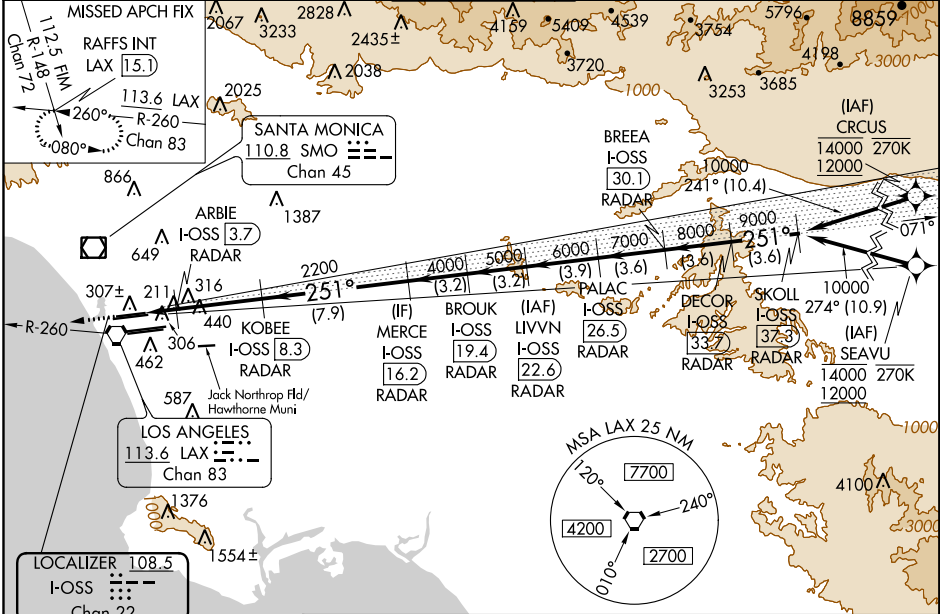 MISSED APCH FIX
112.5 FIM
R-148
Chan 72
RAFFS INT
LAX 15.1
113.6 LAX
R-260
Chan 83
260°
080°
2067
3233
2828
2435±
2038
2025
4159
5409
4539
3720
3754
5796
4198
8859
3253
3685
3000
1000
SANTA MONICA
110.8 SMO
Chan 45
866
1387
649
ARBIE
I-OSS 3.7
RADAR
BREEA
I-OSS
30.1
RADAR
(IAF)
CRCUS
14000 270K
12000
10000
241° (10.4)
071°
307±
211
316
440
306
462
587
R-260
2200
251°
(7.9)
4000
(3.2)
5000
(3.2)
6000
(3.9)
7000
(3.6)
8000
(3.6)
9000
251°
(3.6)
10000
274° (10.9)
KOBEE
I-OSS 8.3
RADAR
(IF)
MERCE
I-OSS
16.2
RADAR
BROUK
I-OSS
19.4
RADAR
(IAF)
LIVVN
I-OSS
22.6
RADAR
PALAC
I-OSS
26.5
RADAR
DECOR
I-OSS
33.7
RADAR
SKOLL
I-OSS
37.3
RADAR
(IAF)
SEAVU
14000 270K
12000
Jack Northrop Fld/
Hawthorne Muni
LOS ANGELES
113.6 LAX
Chan 83
1376
1554±
MSA LAX 25 NM
120°
7700
240°
4200
2700
010°
1000
4100
3000
LOCALIZER 108.5
I-OSS
Chan 22